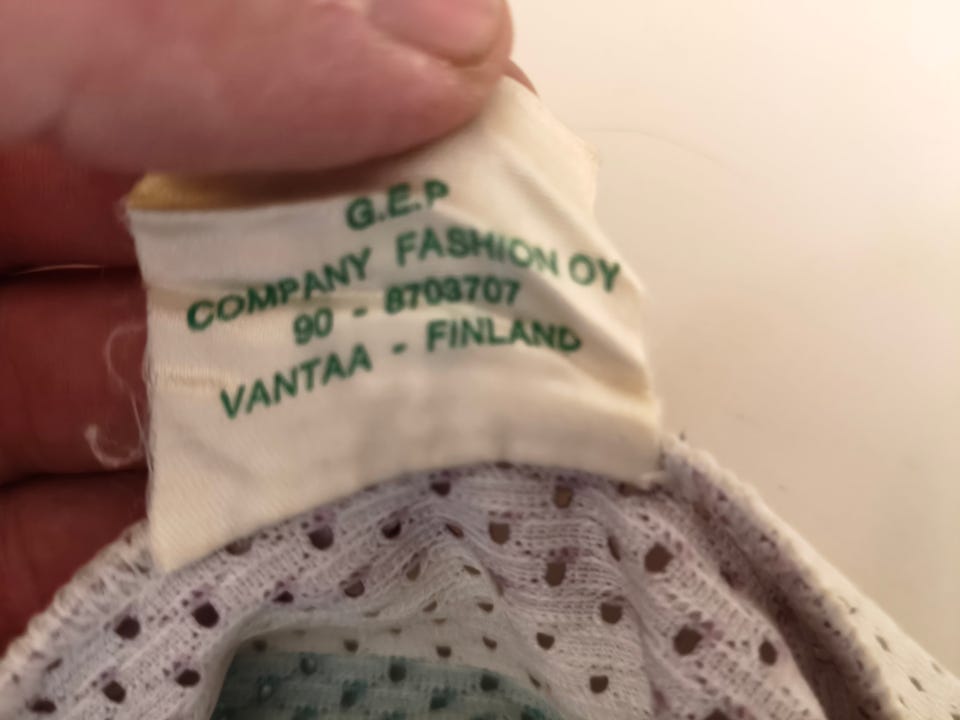 G.E.P
COMPANY FASHION OY
90 - 8703707
VANTAA - FINLAND